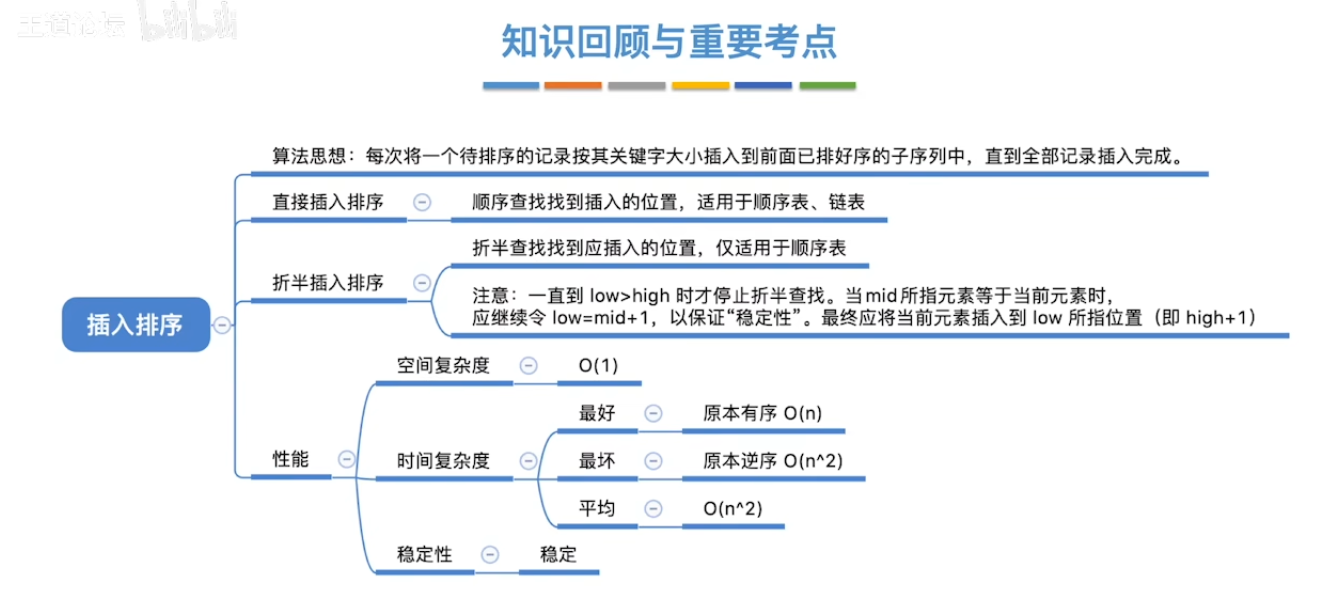 王道论坛 bilibili
知识回顾与重要考点
算法思想：每次将一个待排序的记录按其关键字大小插入到前面已排好序的子序列中，直到全部记录插入完成。
直接插入排序
顺序查找找到插入的位置，适用于顺序表、链表
折半查找找到应插入的位置，仅适用于顺序表
折半插入排序
注意：一直到 low>high 时才停止折半查找。当mid所指元素等于当前元素时，
应继续令 low=mid+1，以保证“稳定性”。最终应将当前元素插入到 low 所指位置（即 high+1）
插入排序
空间复杂度
O(1)
最好
原本有序 O(n)
性能
时间复杂度
最坏
原本逆序 O(n^2)
平均
O(n^2)
稳定性
稳定